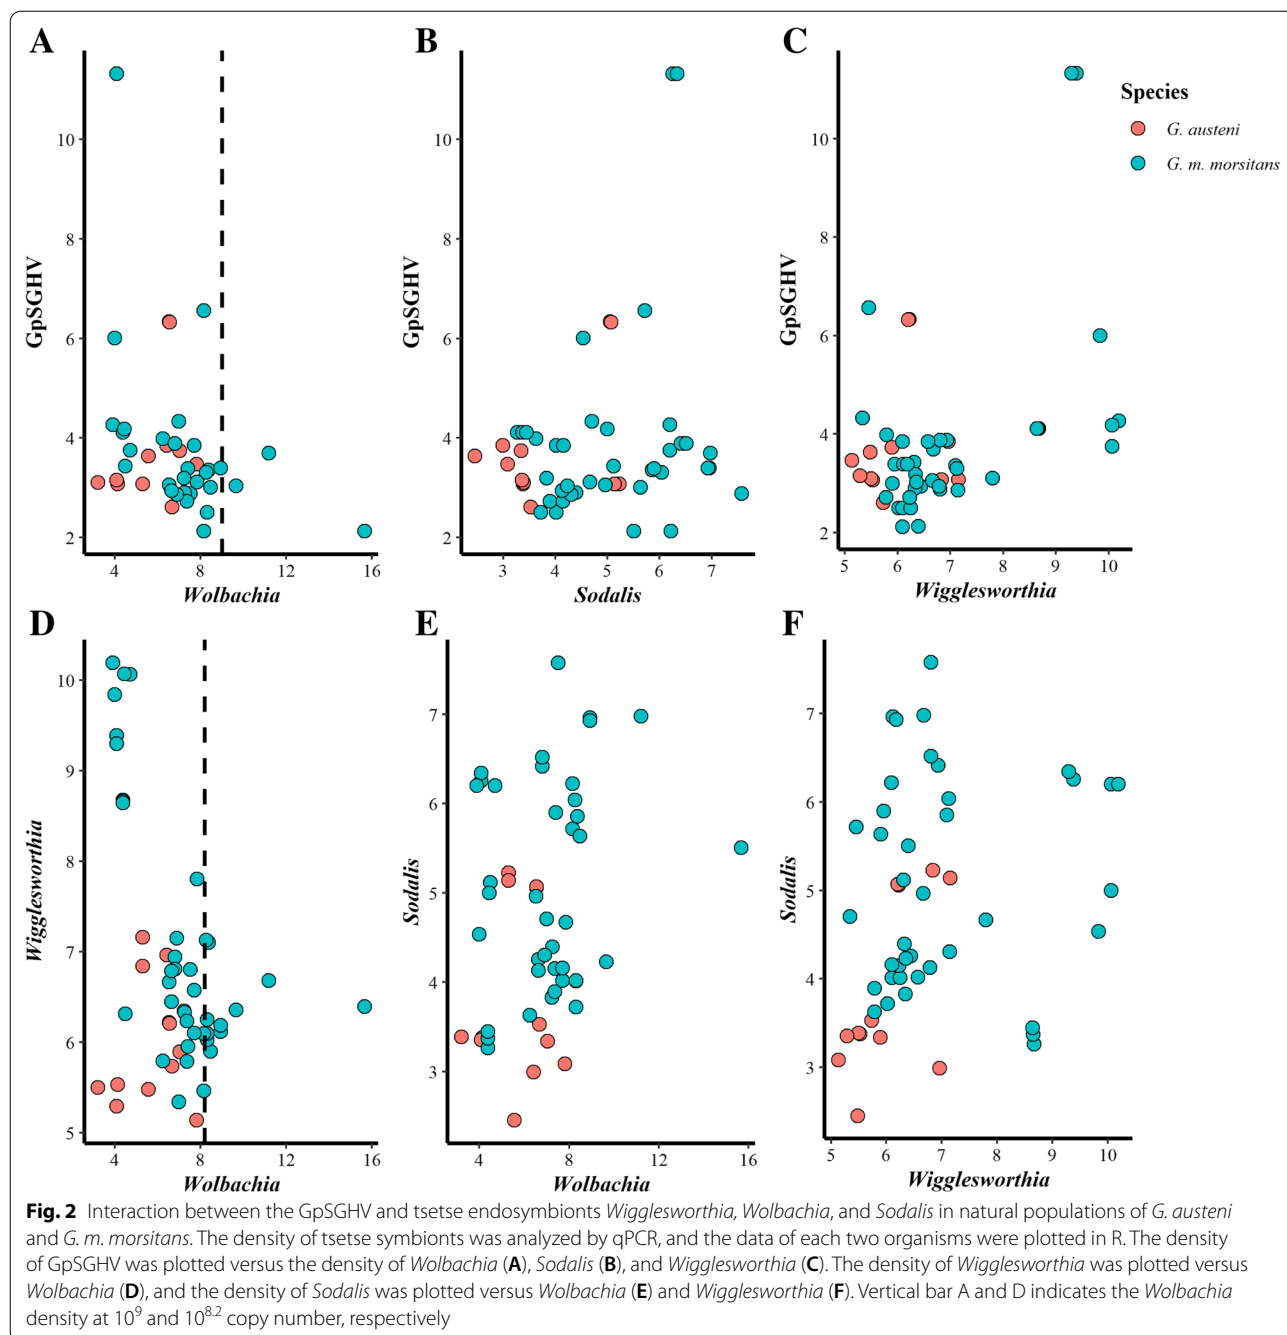 A
B
C
Species
G. austeni
G. m. morsitans
GpSGHV
10
8
6
4
2
4
8
12
16
Wolbachia
GpSGHV
10
8
6
4
2
3
4
5
6
7
Sodalis
GpSGHV
10
8
6
4
2
5
6
7
8
9
10
Wigglesworthia
D
E
F
Wigglesworthia
10
9
8
7
6
5
4
8
12
16
Wolbachia
Sodalis
7
6
5
4
3
4
8
12
16
Wolbachia
Sodalis
7
6
5
4
3
5
6
7
8
9
10
Wigglesworthia
Fig. 2 Interaction between the GpSGHV and tsetse endosymbionts Wigglesworthia, Wolbachia, and Sodalis in natural populations of G. austeni
and G. m. morsitans. The density of tsetse symbionts was analyzed by qPCR, and the data of each two organisms were plotted in R. The density
of GpSGHV was plotted versus the density of Wolbachia (A), Sodalis (B), and Wigglesworthia (C). The density of Wigglesworthia was plotted versus
Wolbachia (D), and the density of Sodalis was plotted versus Wolbachia (E) and Wigglesworthia (F). Vertical bar A and D indicates the Wolbachia
density at 10⁹ and 10⁸·² copy number, respectively